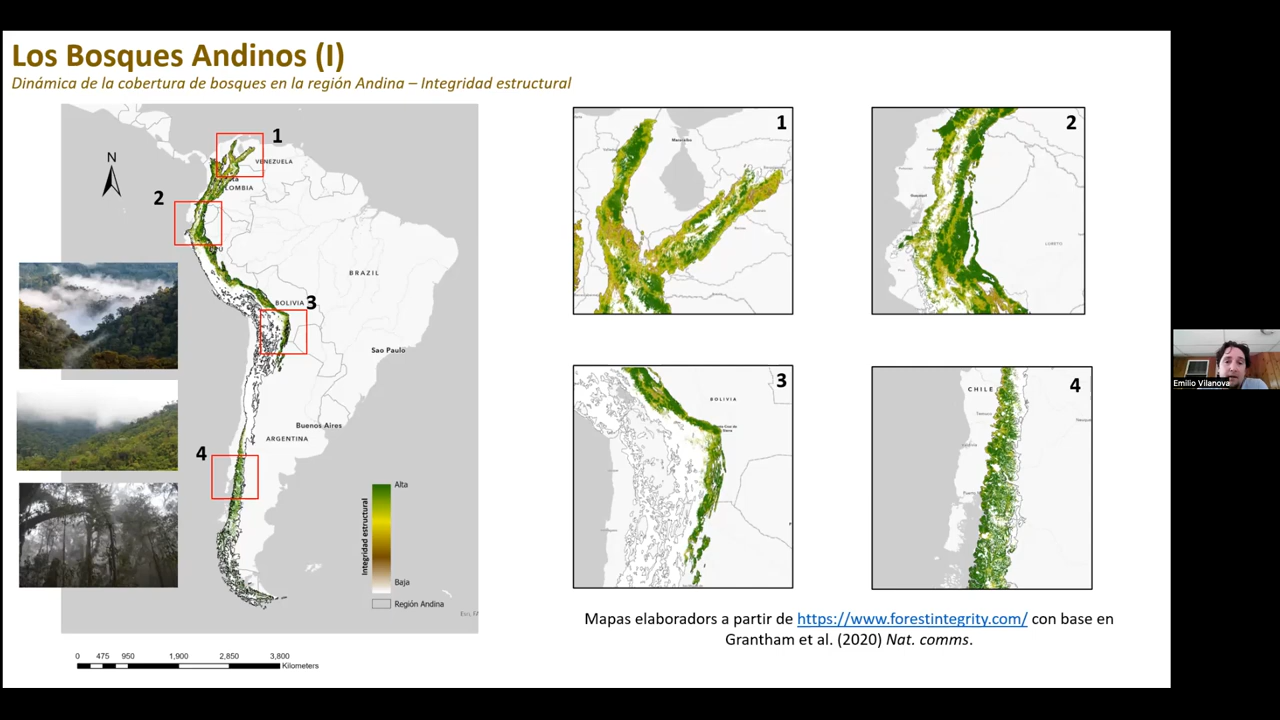 Los Bosques Andinos (I)
Dinámica de la cobertura de bosques en la región Andina – Integridad estructural
N
1
VENEZUELA
LOMBIA
2
BRAZIL
BOLIVIA
3
Sao Paulo
Buenos Aires
ARGENTINA
4
Integridad estructural
Alta
Baja
Región Andina
0 475 950 1,900 2,850 3,800
Kilometers
1
Maracaibo
2
LORETO
3
BOLIVIA
4
CHILE
Mapas elaboradors a partir de https://www.forestintegrity.com/ con base en
Grantham et al. (2020) Nat. comms.
Emilio Vilanova